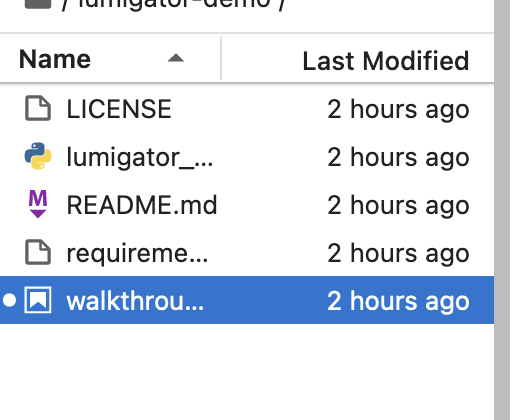 / lumigator-demo /
Name Last Modified
LICENSE 2 hours ago
lumigator_... 2 hours ago
M README.md 2 hours ago
requireme... 2 hours ago
walkthrou... 2 hours ago